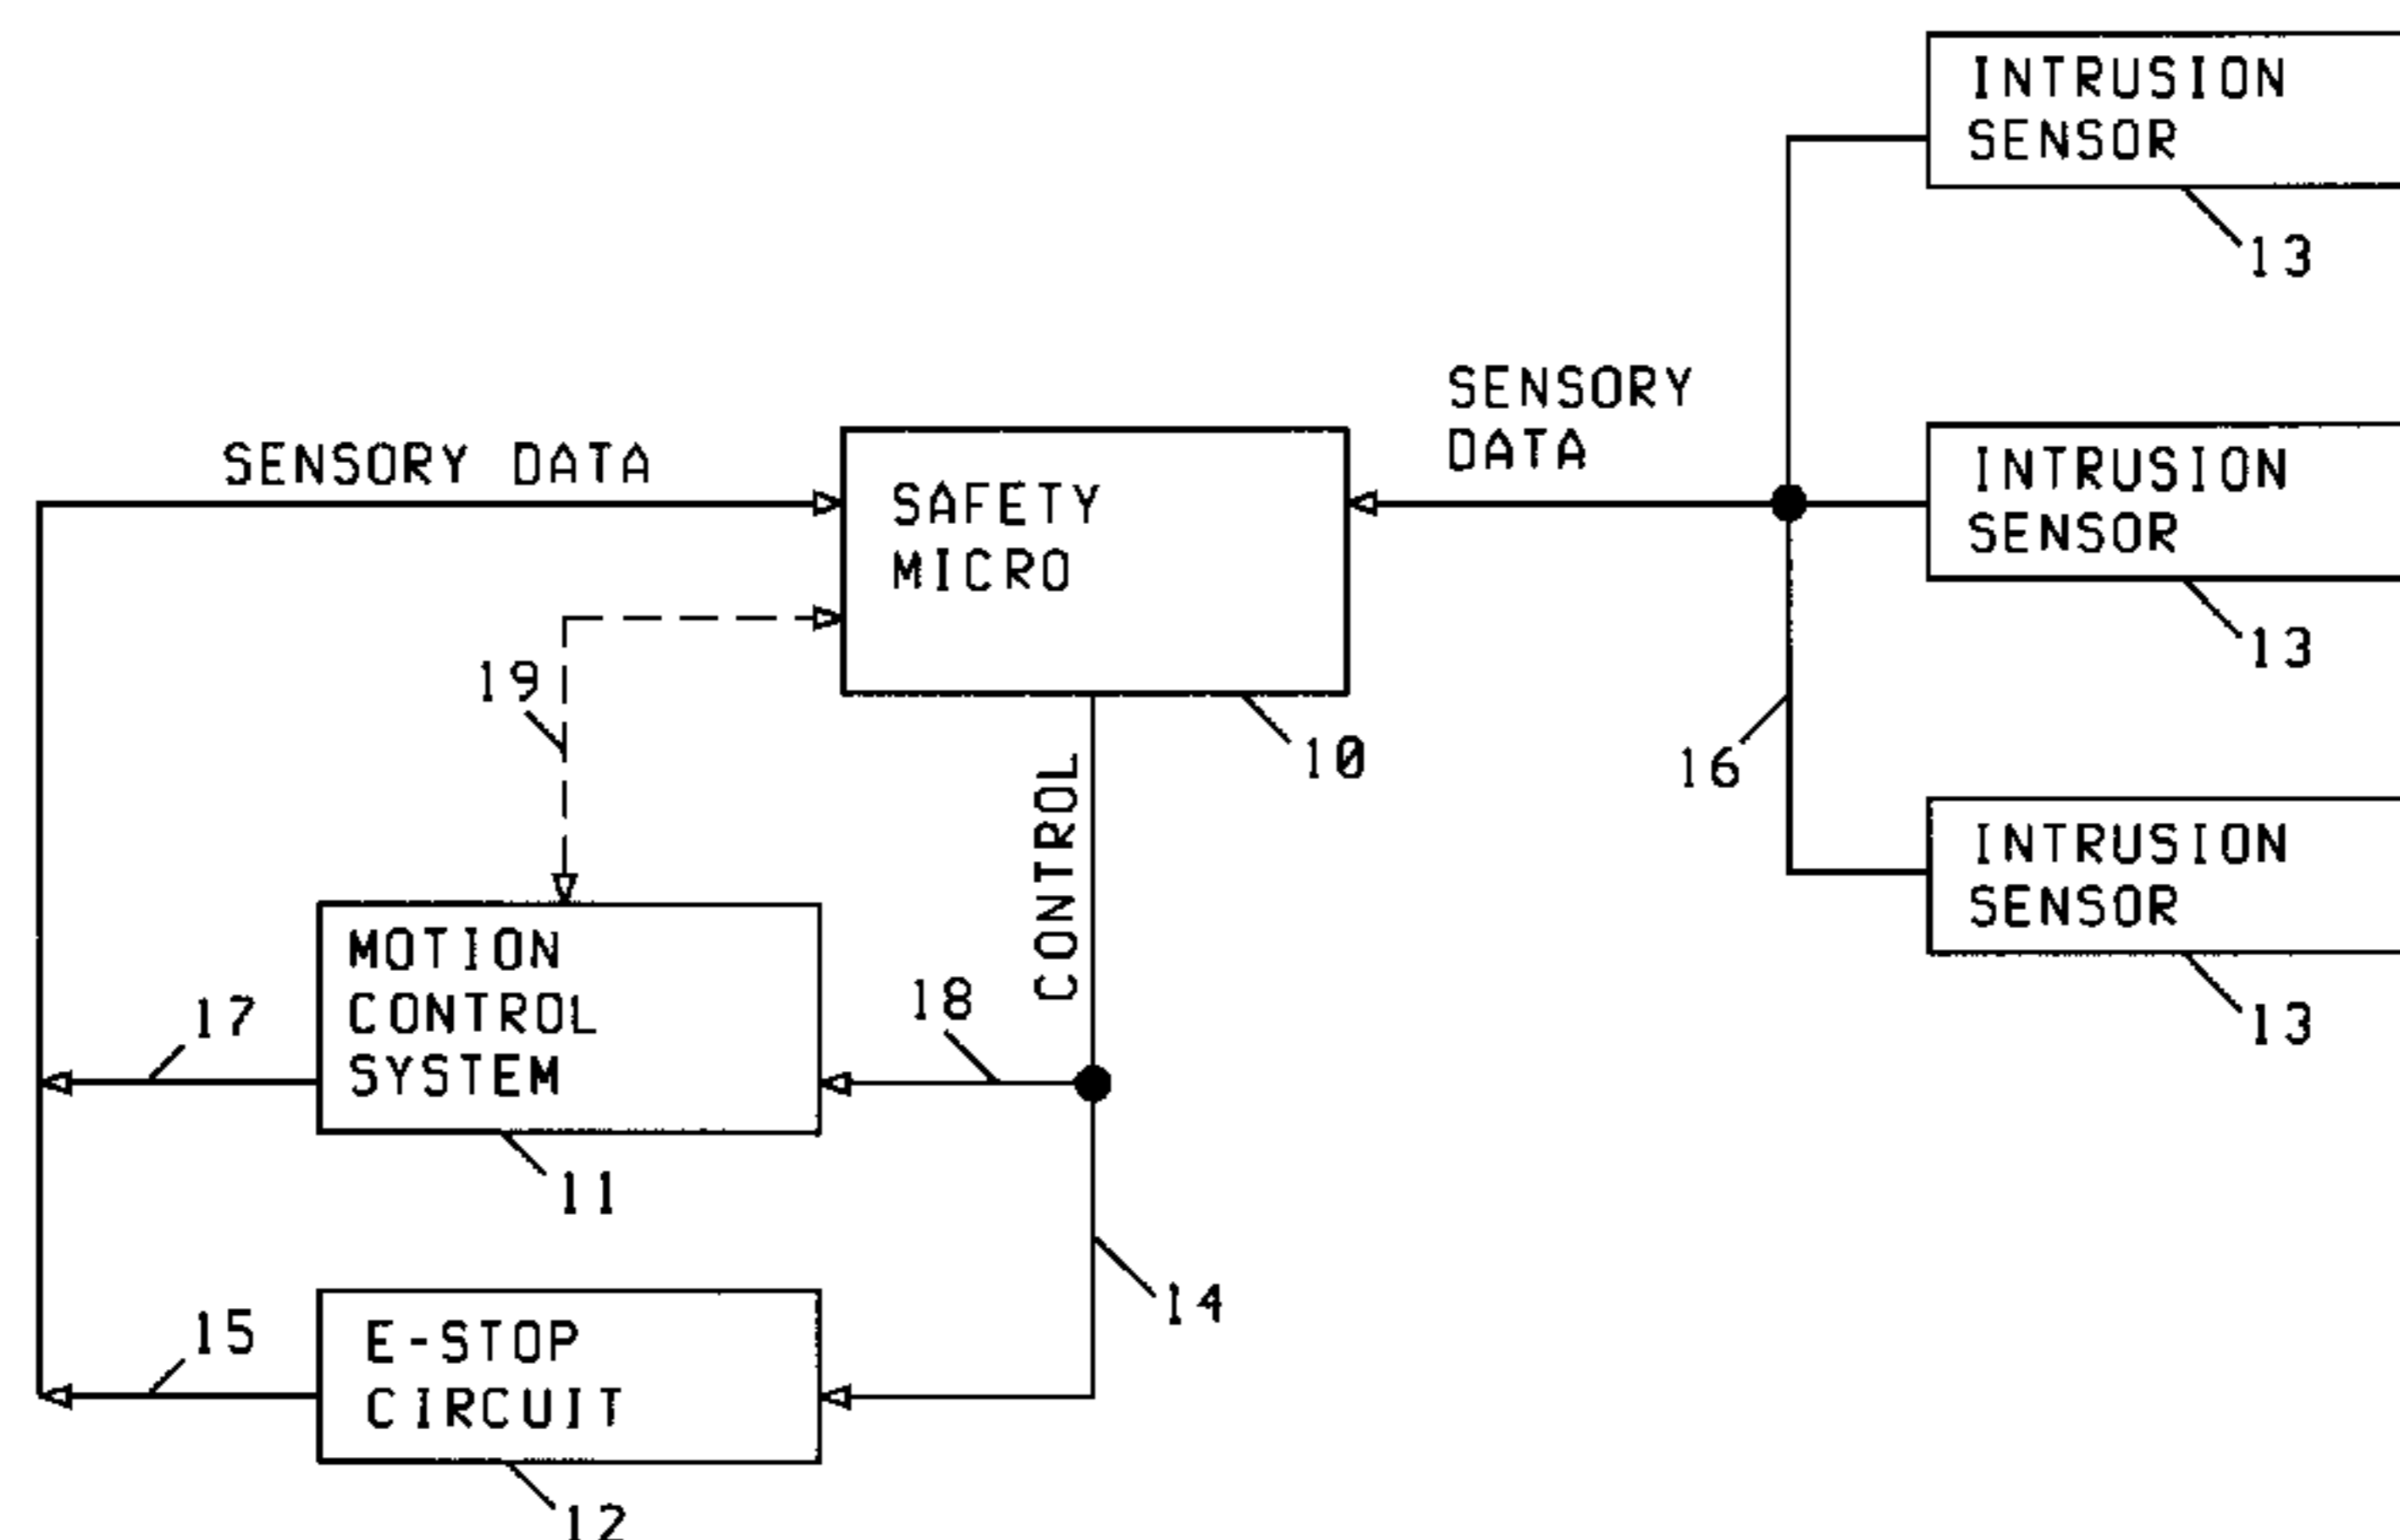 INTRUSION
SENSOR
13
SENSORY
DATA
SENSORY DATA
SAFETY
MICRO
INTRUSION
SENSOR
13
19
10
16
CONTROL
INTRUSION
SENSOR
13
MOTION
CONTROL
SYSTEM
17
18
11
14
15
E-STOP
CIRCUIT
12